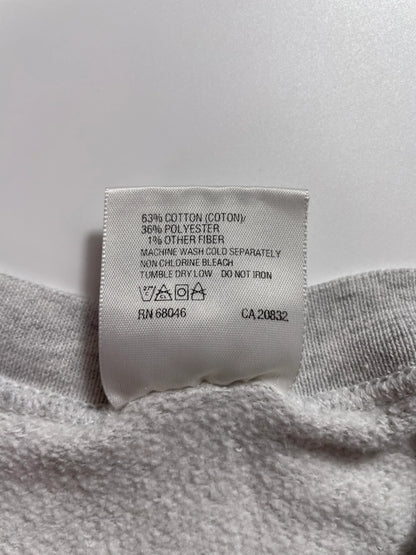 63% COTTON (COTON)/
36% POLYESTER
1% OTHER FIBER
MACHINE WASH COLD SEPARATELY
NON CHLORINE BLEACH
TUMBLE DRY LOW DO NOT IRON
RN 68046 CA 20832